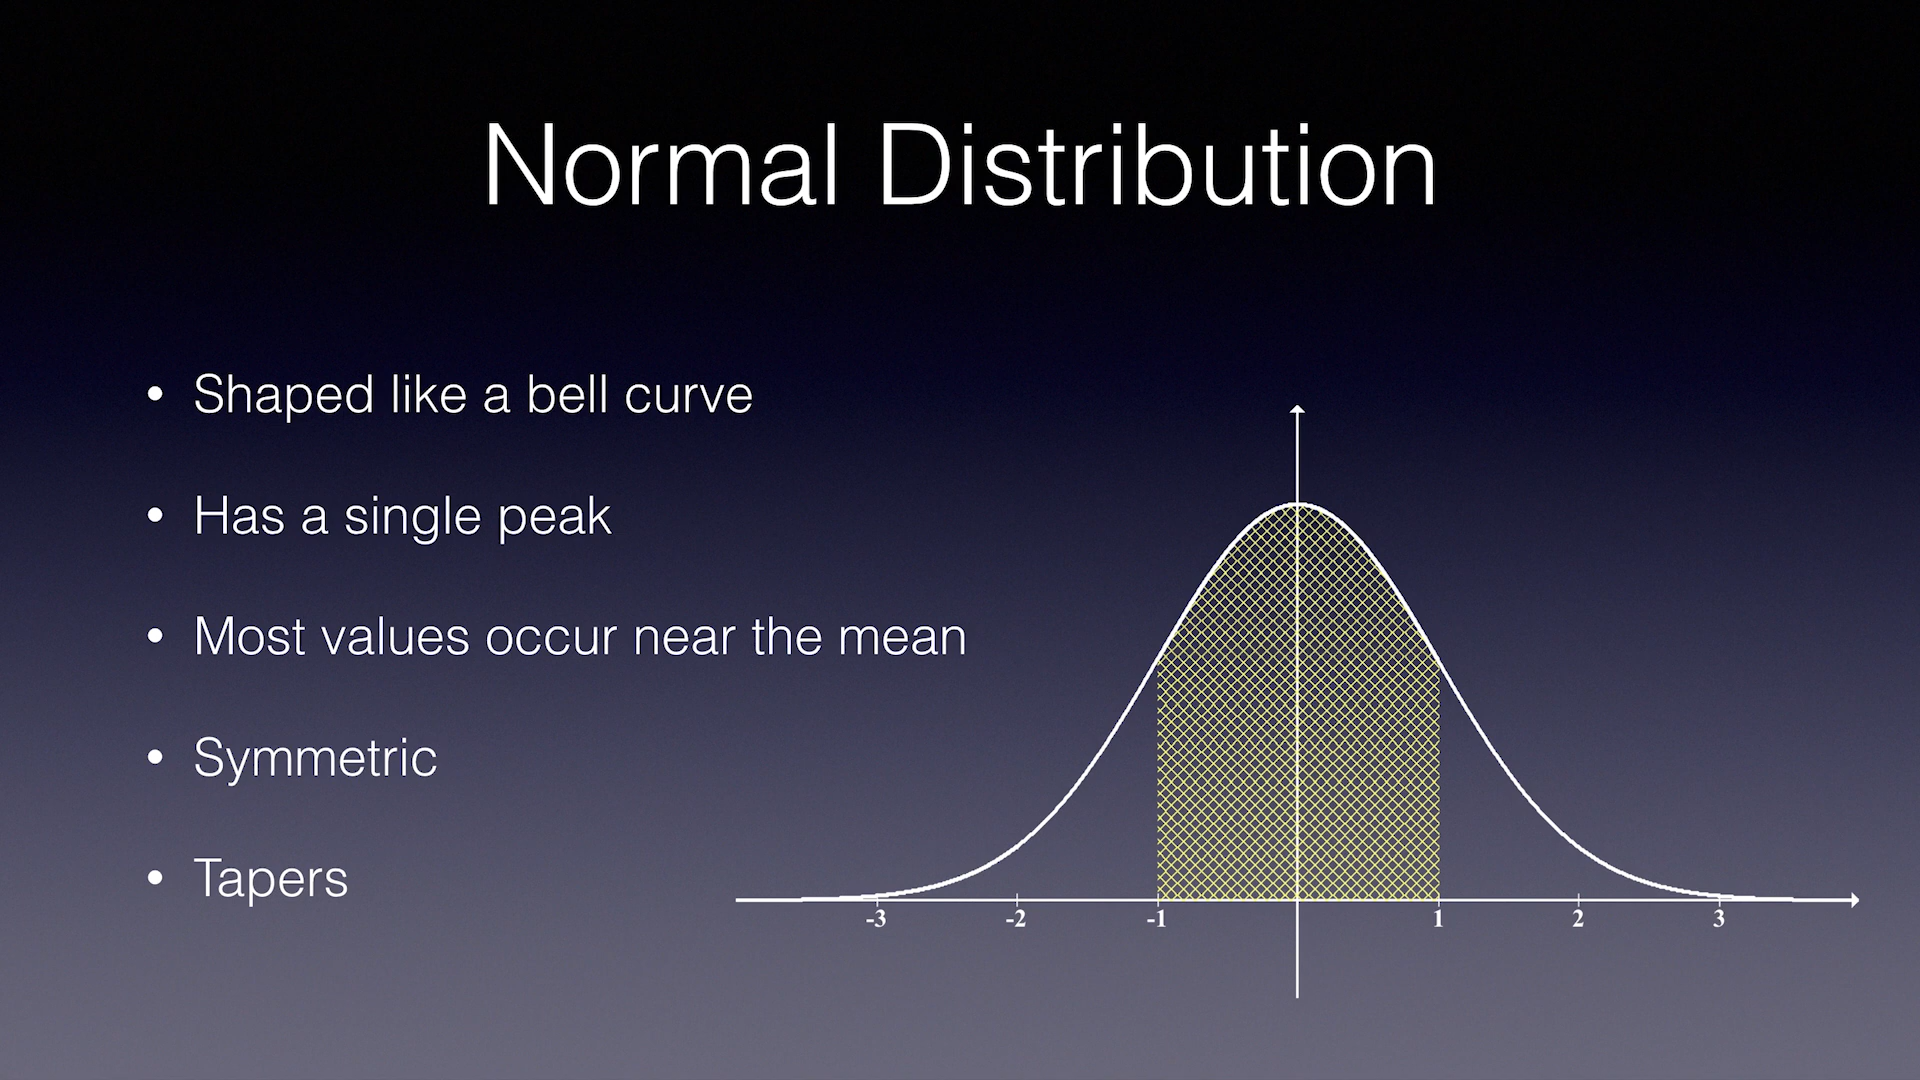 Normal Distribution
• Shaped like a bell curve
• Has a single peak
• Most values occur near the mean
• Symmetric
• Tapers
-3 -2 -1 1 2 3